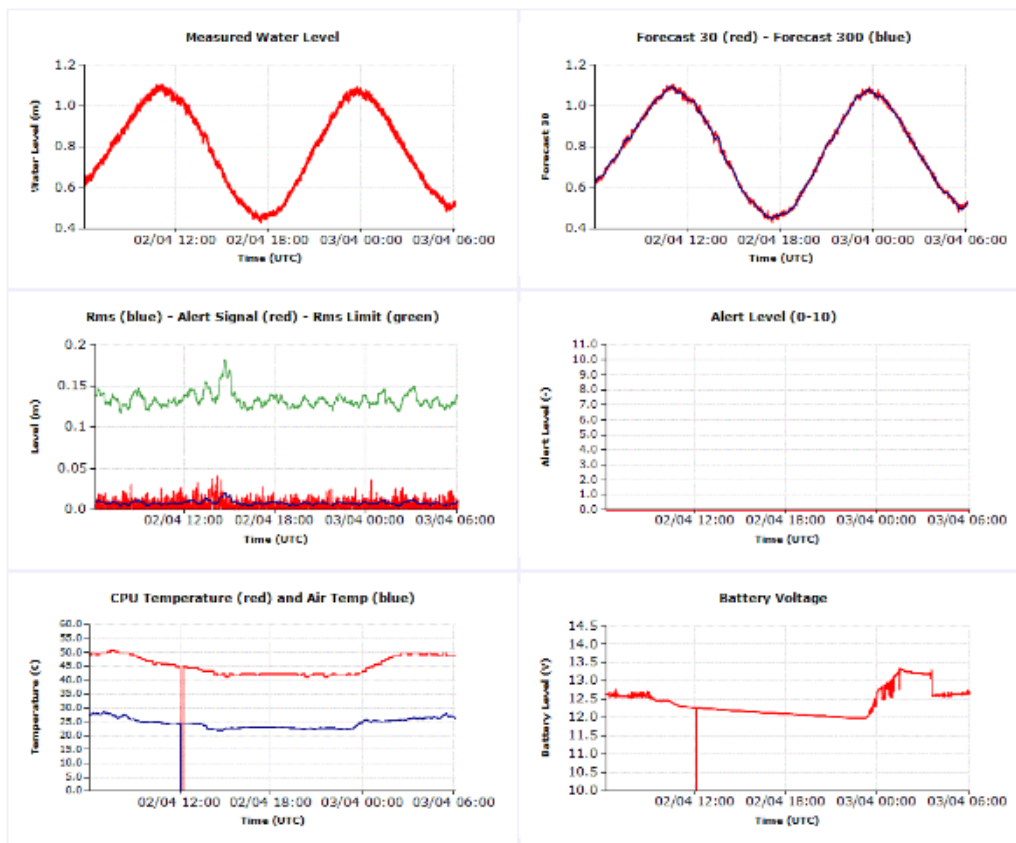 Measured Water Level
1.2
1.0
0.8
0.6
0.4
Water Level (m)
02/04 12:00 02/04 18:00 03/04 00:00 03/04 06:00
Time (UTC)
Forecast 30 (red) - Forecast 300 (blue)
1.2
1.0
0.8
0.6
0.4
Forecast 30
02/04 12:00 02/04 18:00 03/04 00:00 03/04 06:00
Time (UTC)
Rms (blue) - Alert Signal (red) - Rms Limit (green)
0.2
0.15
0.1
0.05
0.0
Level (m)
02/04 12:00 02/04 18:00 03/04 00:00 03/04 06:00
Time (UTC)
Alert Level (0-10)
11.0
10.0
9.0
8.0
7.0
6.0
5.0
4.0
3.0
2.0
1.0
0.0
Alert Level (-)
02/04 12:00 02/04 18:00 03/04 00:00 03/04 06:00
Time (UTC)
CPU Temperature (red) and Air Temp (blue)
60.0
55.0
50.0
45.0
40.0
35.0
30.0
25.0
20.0
15.0
10.0
5.0
0.0
Temperature (C)
02/04 12:00 02/04 18:00 03/04 00:00 03/04 06:00
Time (UTC)
Battery Voltage
14.5
14.0
13.5
13.0
12.5
12.0
11.5
11.0
10.5
10.0
Battery Level (V)
02/04 12:00 02/04 18:00 03/04 00:00 03/04 06:00
Time (UTC)